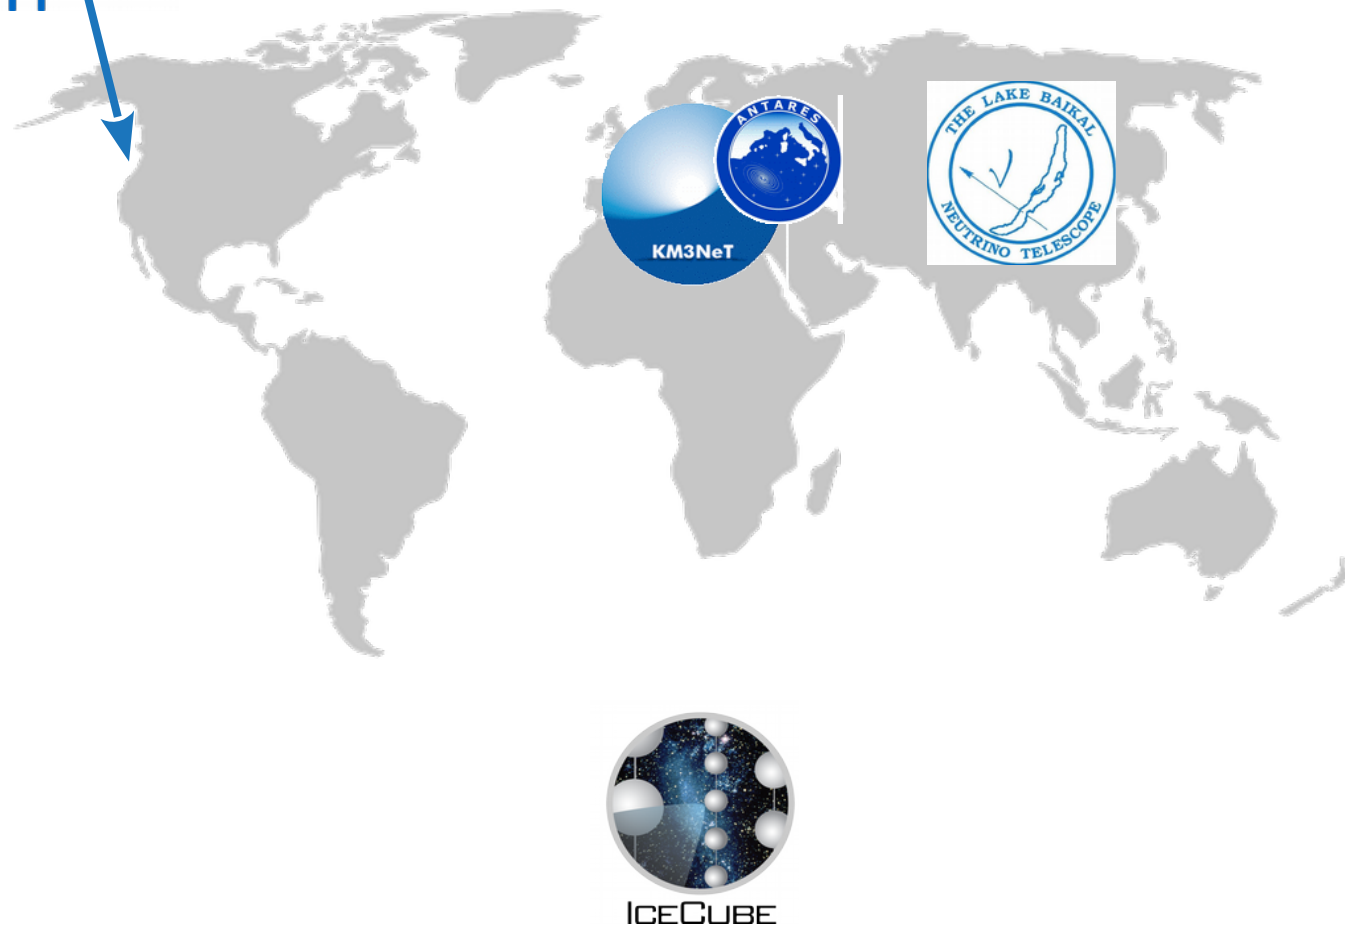 ANTARES
KM3NeT
THE LAKE BAIKAL
NEUTRINO TELESCOPE
ICECUBE